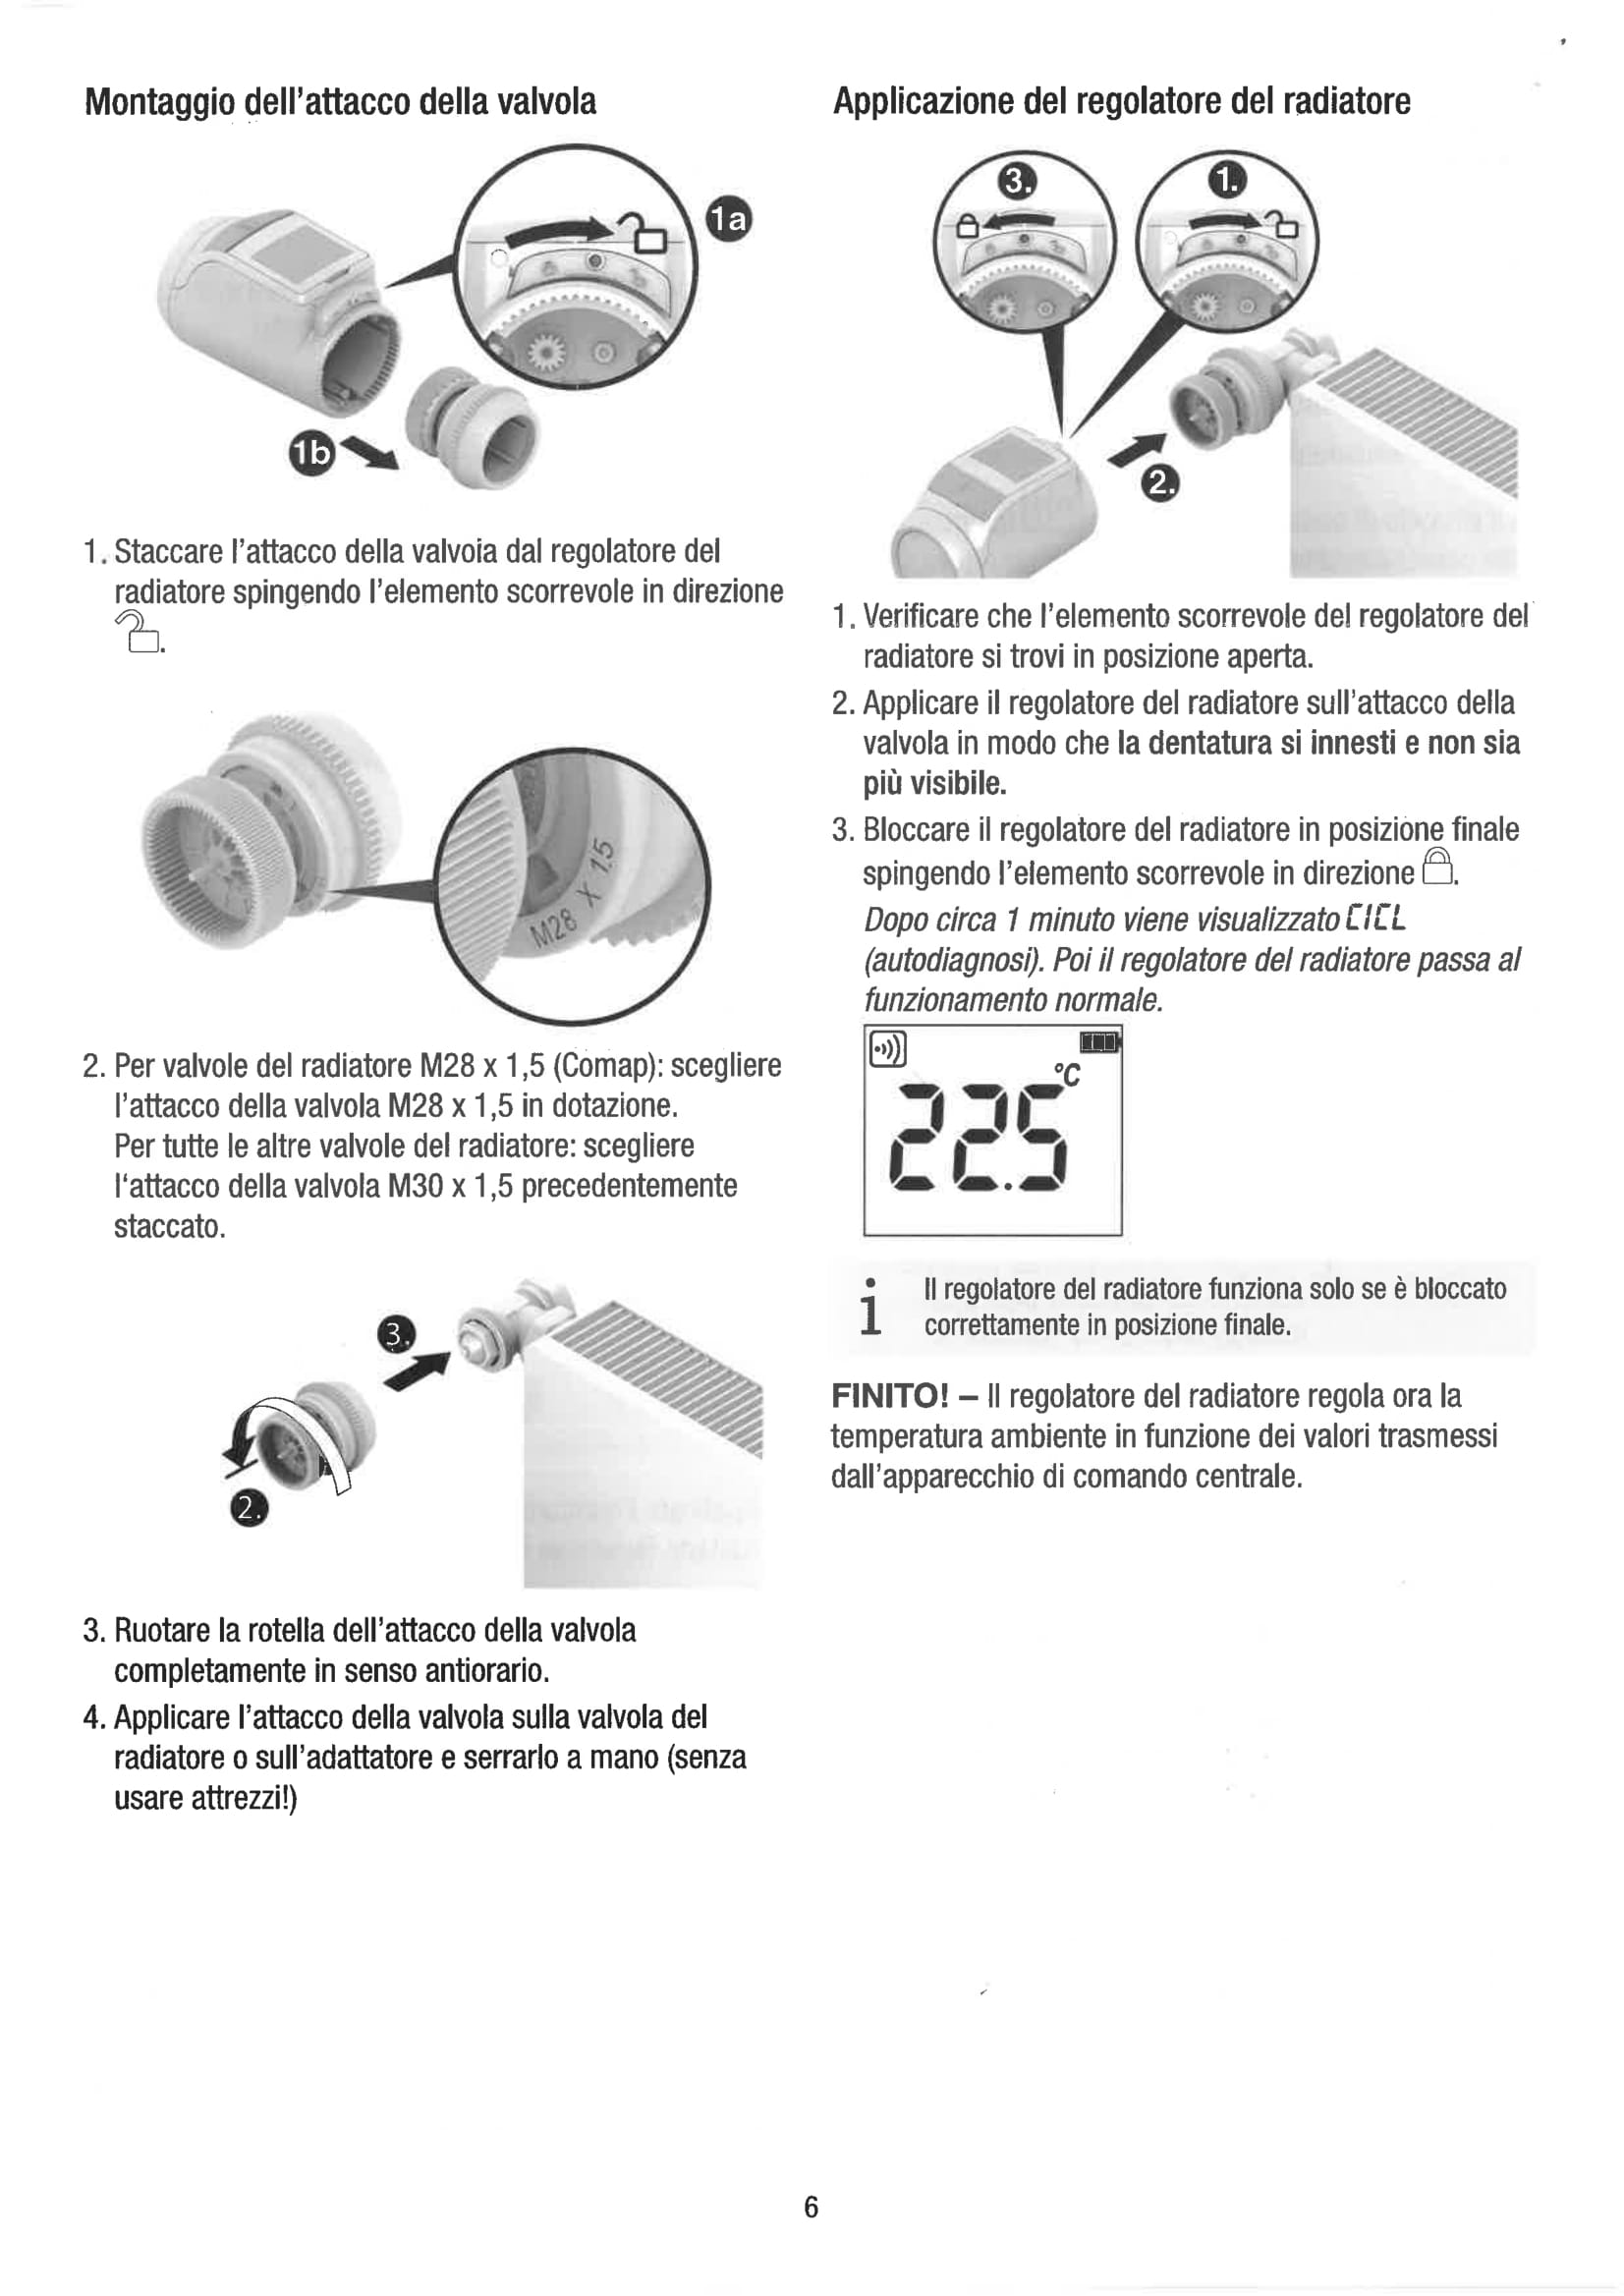 Montaggio dell'attacco della valvola
1a
1b
1. Staccare l'attacco della valvola dal regolatore del
radiatore spingendo l'elemento scorrevole in direzione
.
M28 X 1.5
2. Per valvole del radiatore M28 x 1,5 (Comap): scegliere
l'attacco della valvola M28 x 1,5 in dotazione.
Per tutte le altre valvole del radiatore: scegliere
l'attacco della valvola M30 x 1,5 precedentemente
staccato.
3.
2.
3. Ruotare la rotella dell'attacco della valvola
completamente in senso antiorario.
4. Applicare l'attacco della valvola sulla valvola del
radiatore o sull'adattatore e serrarlo a mano (senza
usare attrezzi!)
Applicazione del regolatore del radiatore
3.
1.
2.
1. Verificare che l'elemento scorrevole del regolatore del
radiatore si trovi in posizione aperta.
2. Applicare il regolatore del radiatore sull'attacco della
valvola in modo che la dentatura si innesti e non sia
più visibile.
3. Bloccare il regolatore del radiatore in posizione finale
spingendo l'elemento scorrevole in direzione .
Dopo circa 1 minuto viene visualizzato CICL
(autodiagnosi). Poi il regolatore del radiatore passa al
funzionamento normale.
°C
22.5
i Il regolatore del radiatore funziona solo se è bloccato
correttamente in posizione finale.
FINITO! – Il regolatore del radiatore regola ora la
temperatura ambiente in funzione dei valori trasmessi
dall'apparecchio di comando centrale.
6